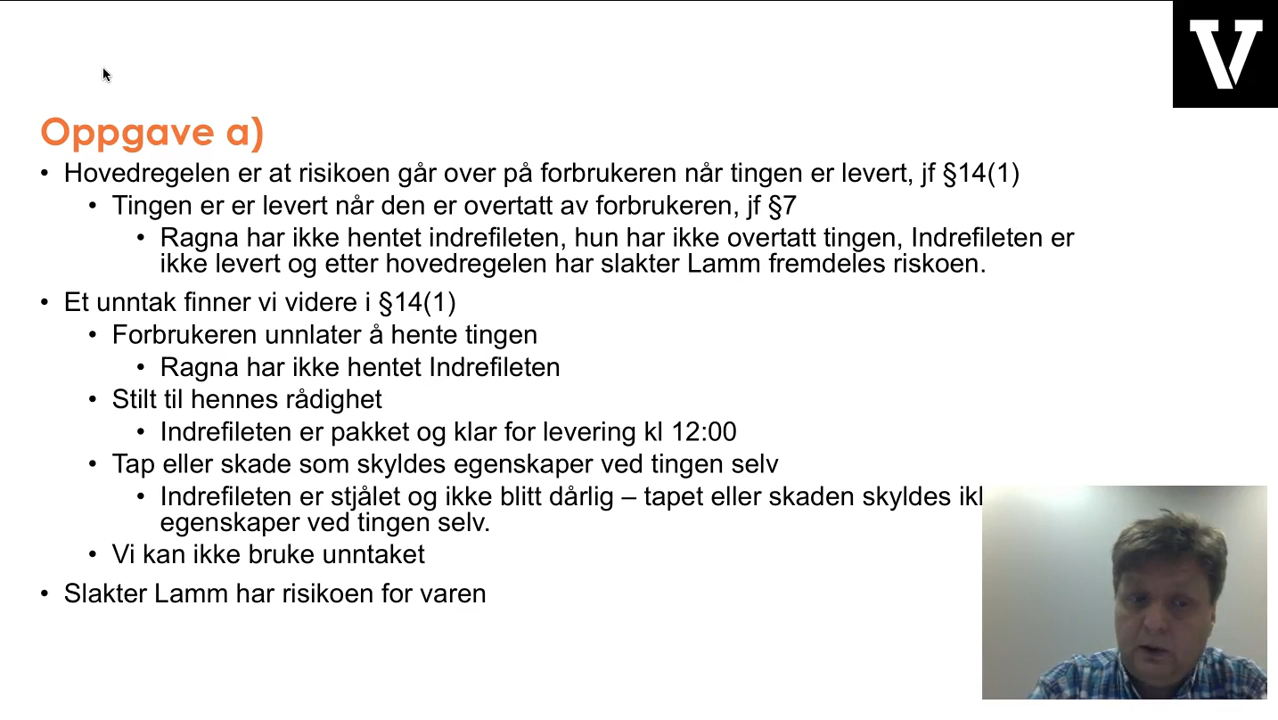 V
Oppgave a)
• Hovedregelen er at risikoen går over på forbrukeren når tingen er levert, jf §14(1)
• Tingen er er levert når den er overtatt av forbrukeren, jf §7
• Ragna har ikke hentet indrefileten, hun har ikke overtatt tingen, Indrefileten er
ikke levert og etter hovedregelen har slakter Lamm fremdeles riskoen.
• Et unntak finner vi videre i §14(1)
• Forbrukeren unnlater å hente tingen
• Ragna har ikke hentet Indrefileten
• Stilt til hennes rådighet
• Indrefileten er pakket og klar for levering kl 12:00
• Tap eller skade som skyldes egenskaper ved tingen selv
• Indrefileten er stjålet og ikke blitt dårlig – tapet eller skaden skyldes
egenskaper ved tingen selv.
• Vi kan ikke bruke unntaket
• Slakter Lamm har risikoen for varen